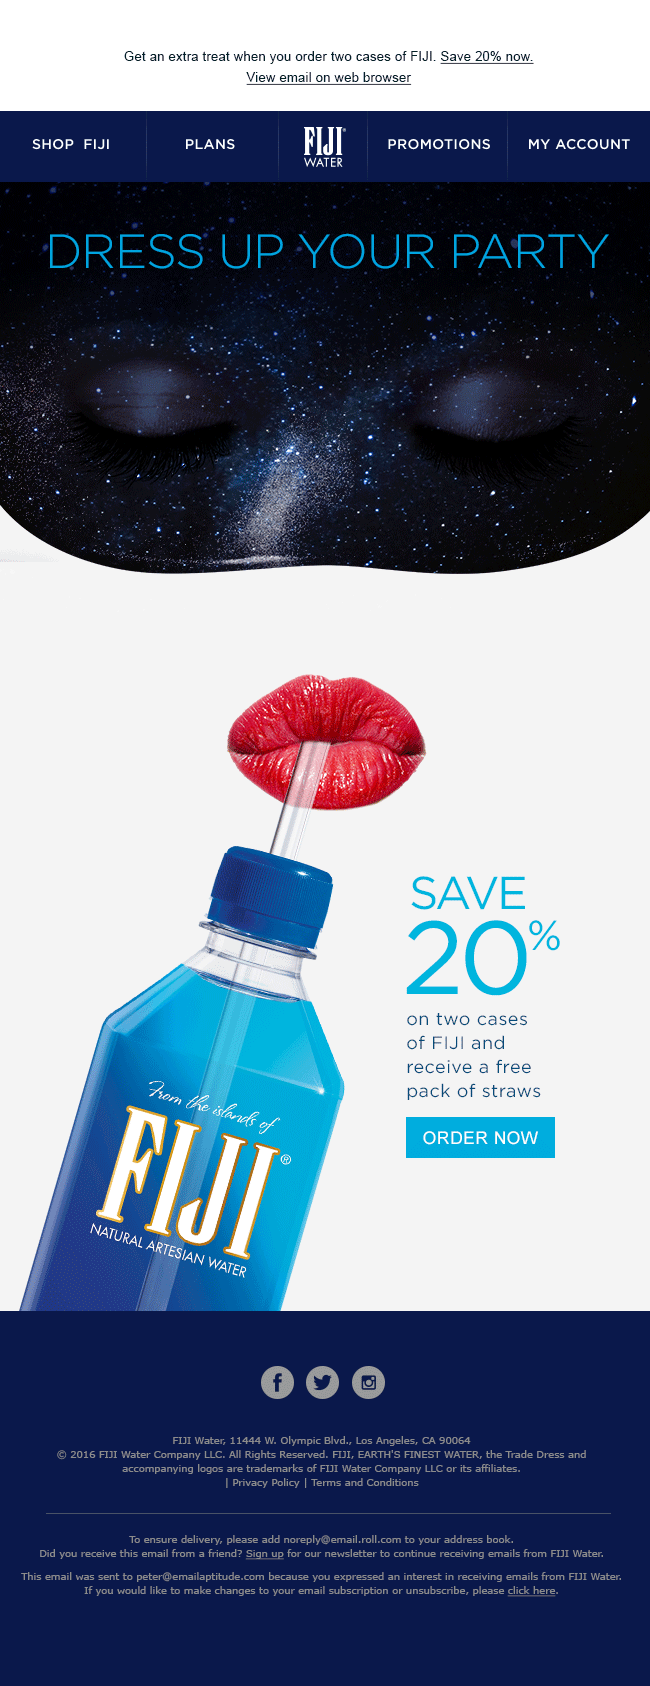 Get an extra treat when you order two cases of FIJI. Save 20% now.
View email on web browser
SHOP FIJI
PLANS
FIJI®
WATER
PROMOTIONS
MY ACCOUNT
DRESS UP YOUR PARTY
SAVE
20%
on two cases
of FIJI and
receive a free
pack of straws
ORDER NOW
From the islands of
FIJI®
NATURAL ARTESIAN WATER
FIJI Water, 11444 W. Olympic Blvd., Los Angeles, CA 90064
© 2016 FIJI Water Company LLC. All Rights Reserved. FIJI, EARTH'S FINEST WATER, the Trade Dress and
accompanying logos are trademarks of FIJI Water Company LLC or its affiliates.
| Privacy Policy | Terms and Conditions
To ensure delivery, please add noreply@email.roll.com to your address book.
Did you receive this email from a friend? Sign up for our newsletter to continue receiving emails from FIJI Water.
This email was sent to peter@emailaptitude.com because you expressed an interest in receiving emails from FIJI Water.
If you would like to make changes to your email subscription or unsubscribe, please click here.